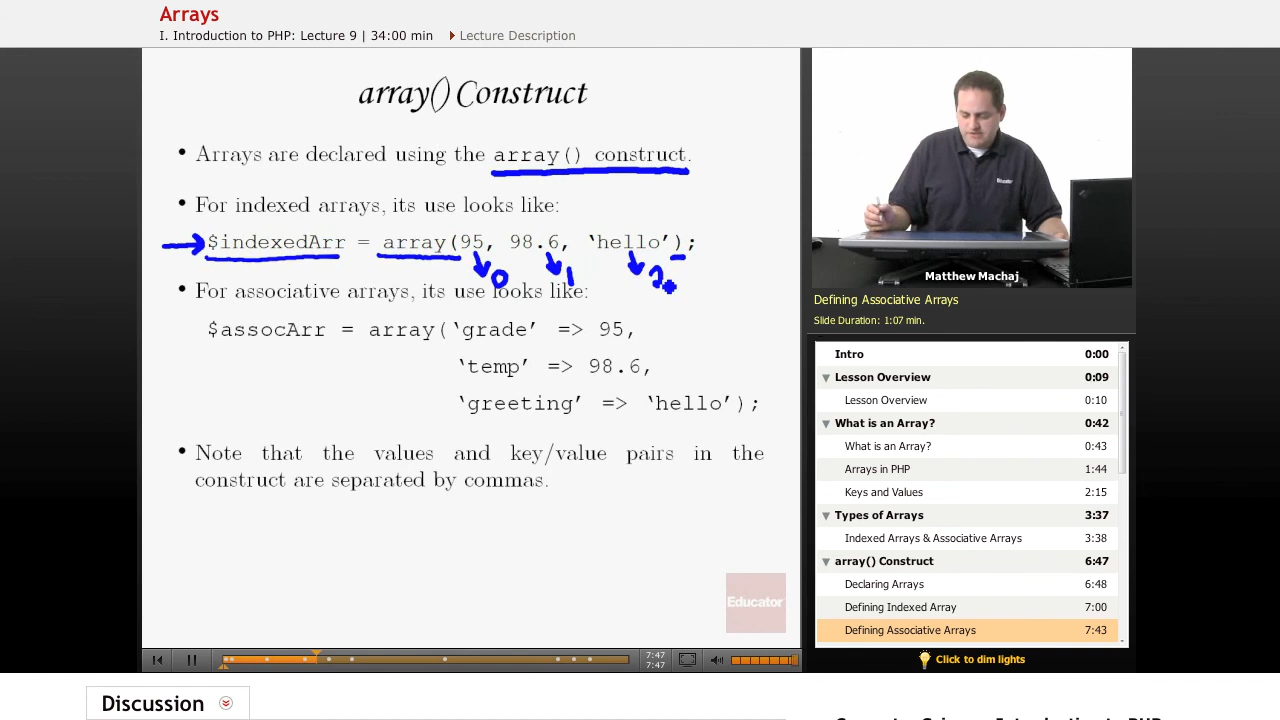 Arrays
I. Introduction to PHP: Lecture 9 | 34:00 min Lecture Description
array() Construct
• Arrays are declared using the array() construct.
• For indexed arrays, its use looks like:
$indexedArr = array(95, 98.6, ‘hello’);
0 1 2
• For associative arrays, its use looks like:
$assocArr = array(‘grade’ => 95,
‘temp’ => 98.6,
‘greeting’ => ‘hello’);
• Note that the values and key/value pairs in the
construct are separated by commas.
Educator
7:47
7:47
Educator
Matthew Machaj
Defining Associative Arrays
Slide Duration: 1:07 min.
Intro 0:00
Lesson Overview 0:09
Lesson Overview 0:10
What is an Array? 0:42
What is an Array? 0:43
Arrays in PHP 1:44
Keys and Values 2:15
Types of Arrays 3:37
Indexed Arrays & Associative Arrays 3:38
array() Construct 6:47
Declaring Arrays 6:48
Defining Indexed Array 7:00
Defining Associative Arrays 7:43
Click to dim lights
Discussion